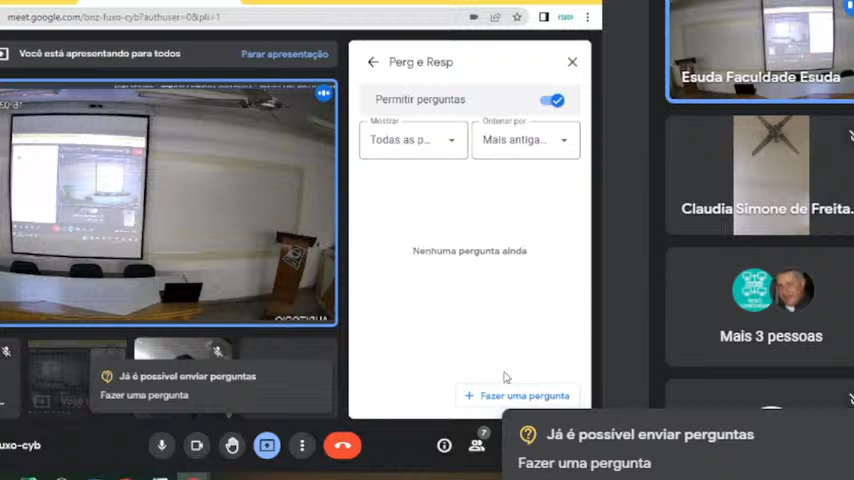 meet.google.com/bnz-fuxo-cyb?authuser=0&pli=1
Você está apresentando para todos
Parar apresentação
Perg e Resp
Permitir perguntas
Mostrar
Todas as p...
Ordenar por
Mais antiga...
Nenhuma pergunta ainda
Fazer uma pergunta
Já é possível enviar perguntas
Fazer uma pergunta
uxo-cyb
7
Esuda Faculdade Esuda
Claudia Simone de Freita...
Mais 3 pessoas
Já é possível enviar perguntas
Fazer uma pergunta